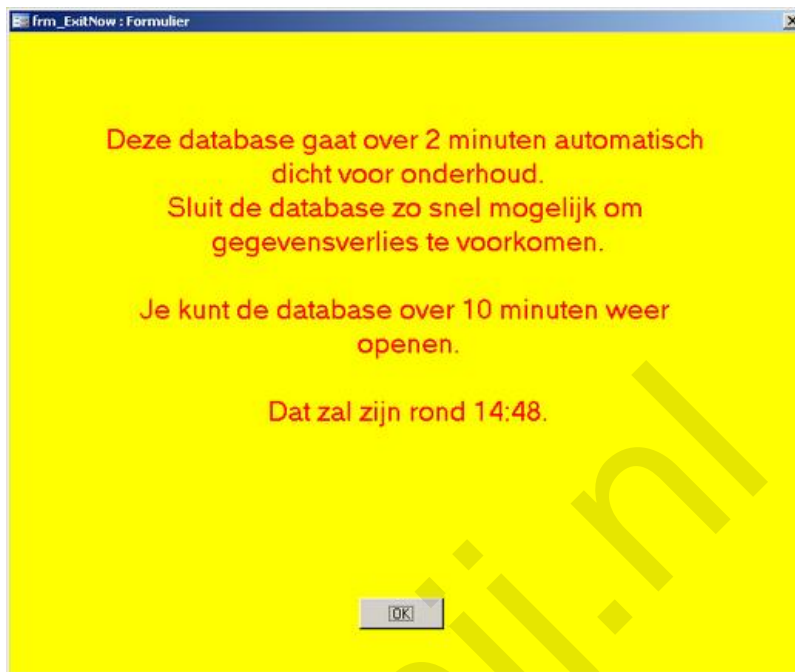 frm_ExitNow : Formulier
Deze database gaat over 2 minuten automatisch
dicht voor onderhoud.
Sluit de database zo snel mogelijk om
gegevensverlies te voorkomen.
Je kunt de database over 10 minuten weer
openen.
Dat zal zijn rond 14:48.
OK